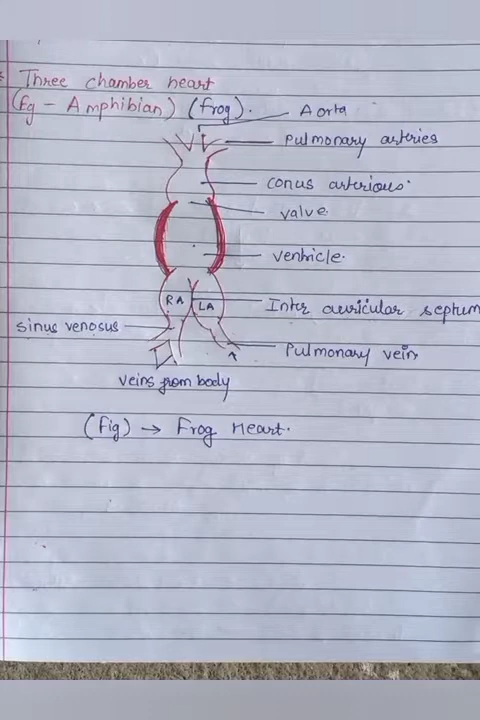 Three chamber heart
(Eg - Amphibian) (frog).
Aorta
Pulmonary arteries
conus arterious.
valve.
ventricle.
RA LA
Inter auricular septum
sinus venosus
Pulmonary vein
veins from body
(fig) → Frog Heart.